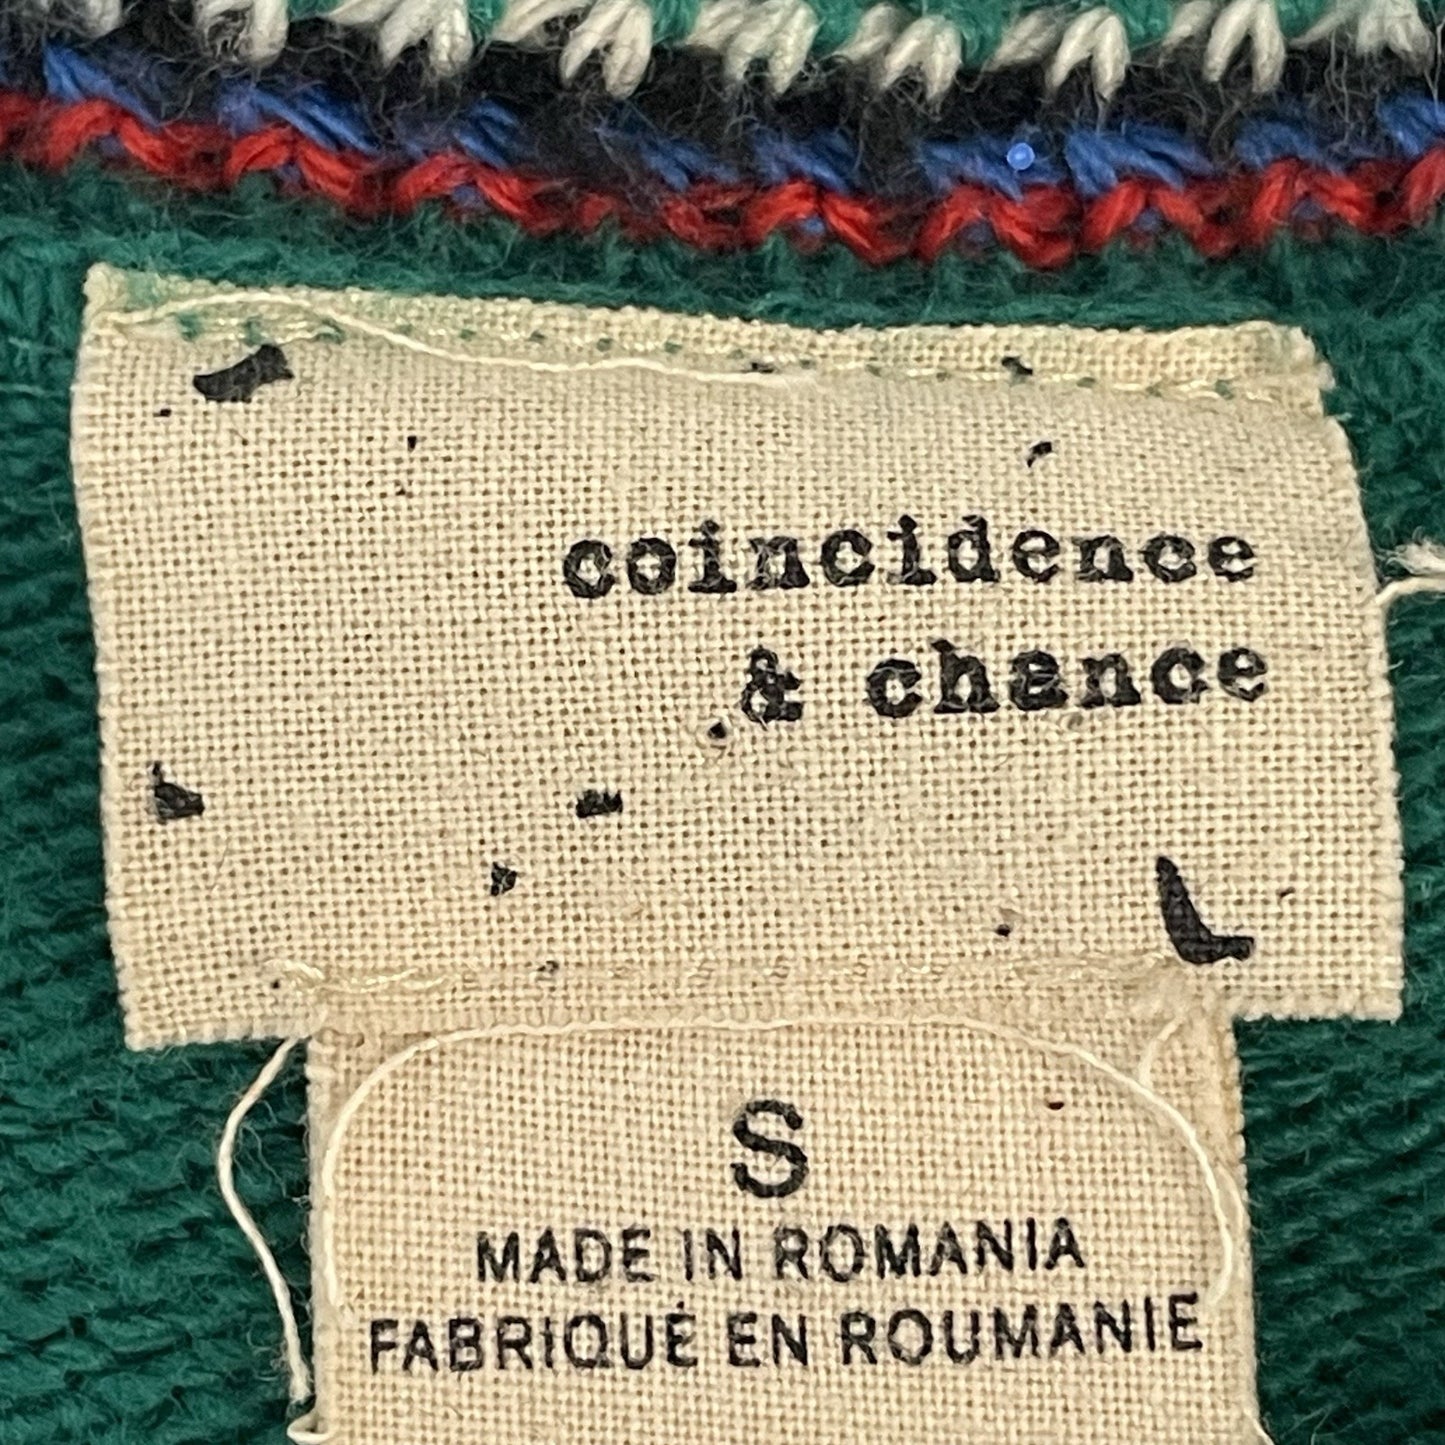 coincidence
& chance
S
MADE IN ROMANIA
FABRIQUÉ EN ROUMANIE